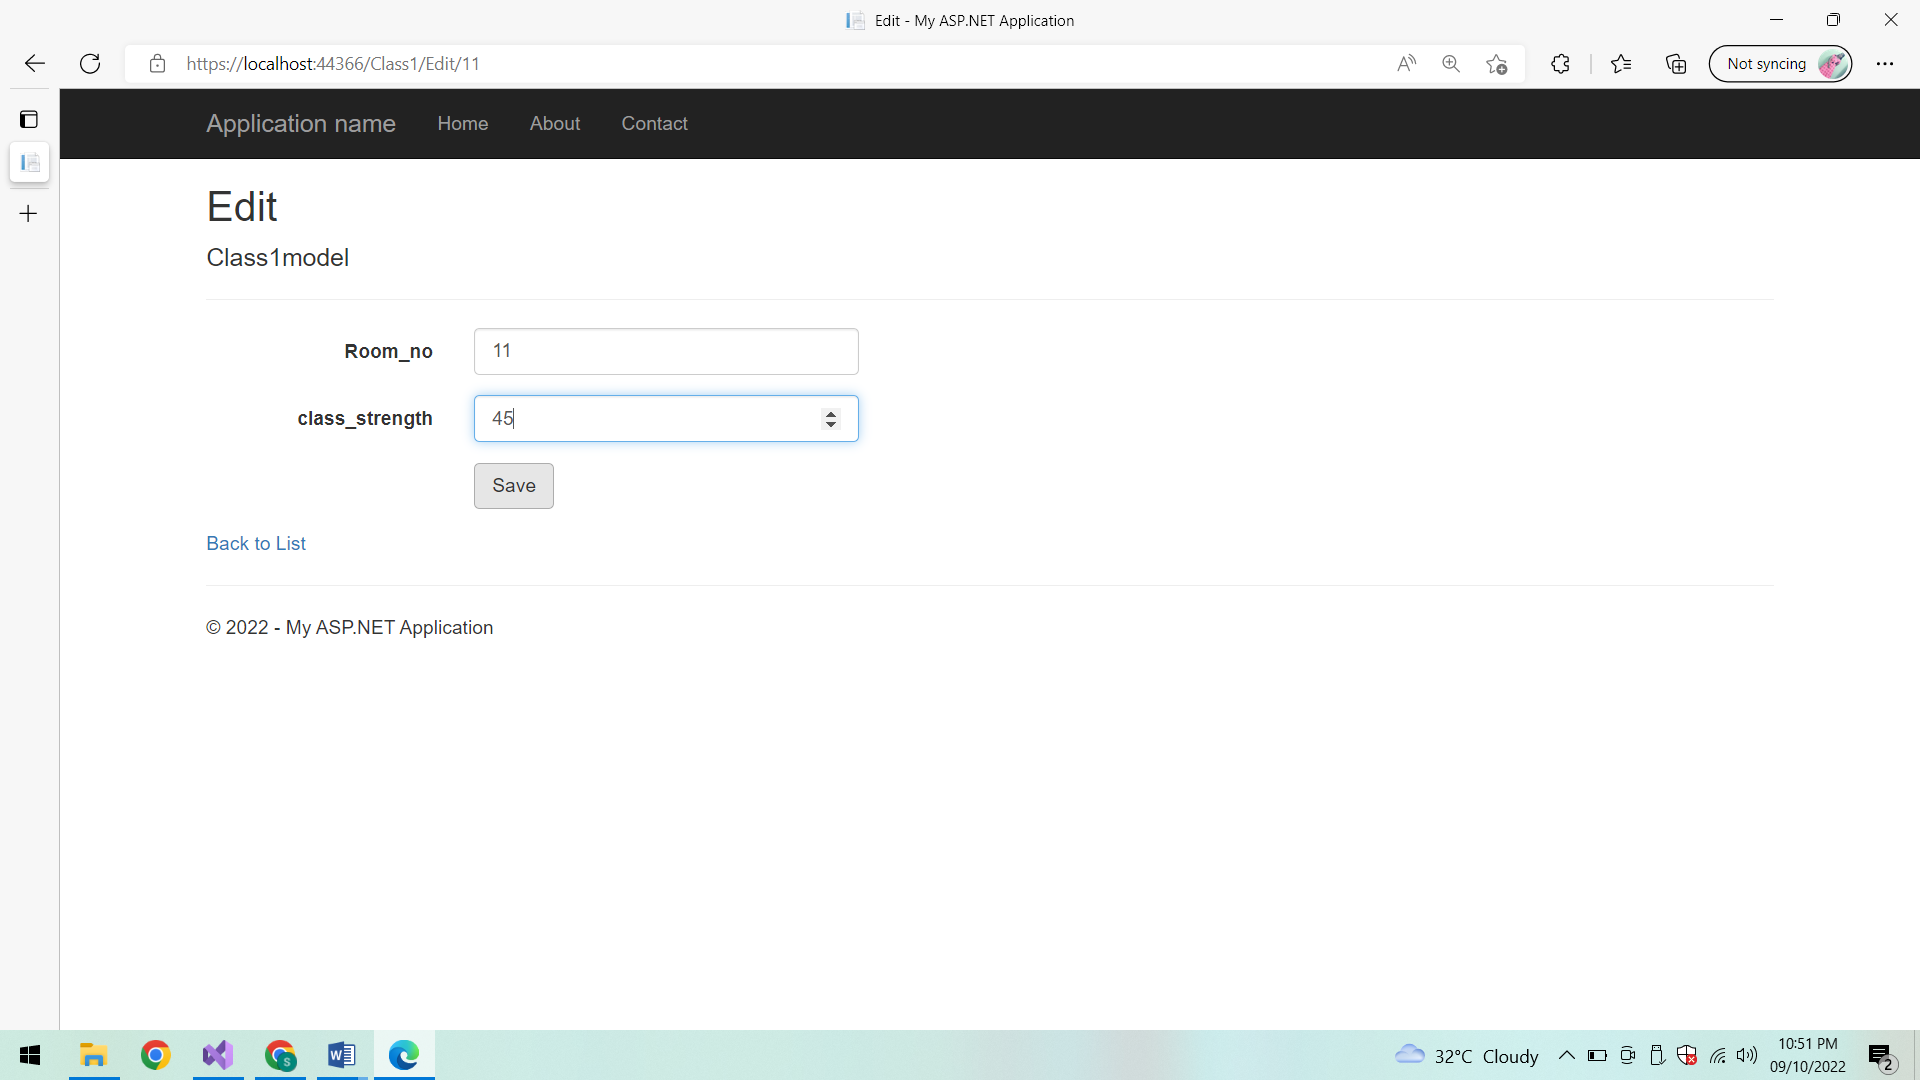 Edit - My ASP.NET Application
https://localhost:44366/Class1/Edit/11
Not syncing
Application name Home About Contact
Edit
Class1model
Room_no 11
class_strength 45
Save
Back to List
© 2022 - My ASP.NET Application
32°C Cloudy
10:51 PM
09/10/2022
2